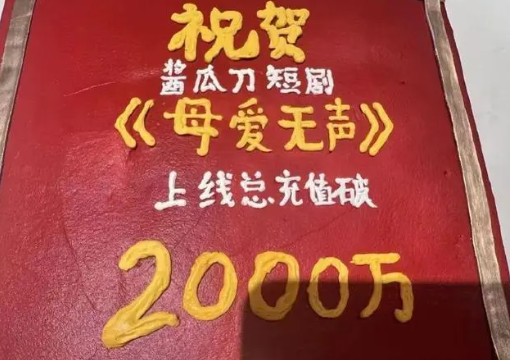 祝贺
酱瓜刀短剧
《母爱无声》
上线总充值破
2000万